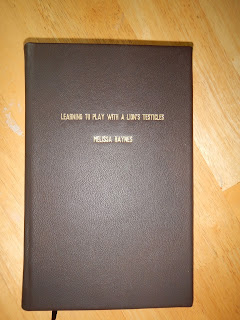 LEARNING TO PLAY WITH A LION'S TESTICLES
MELISSA HAYNES